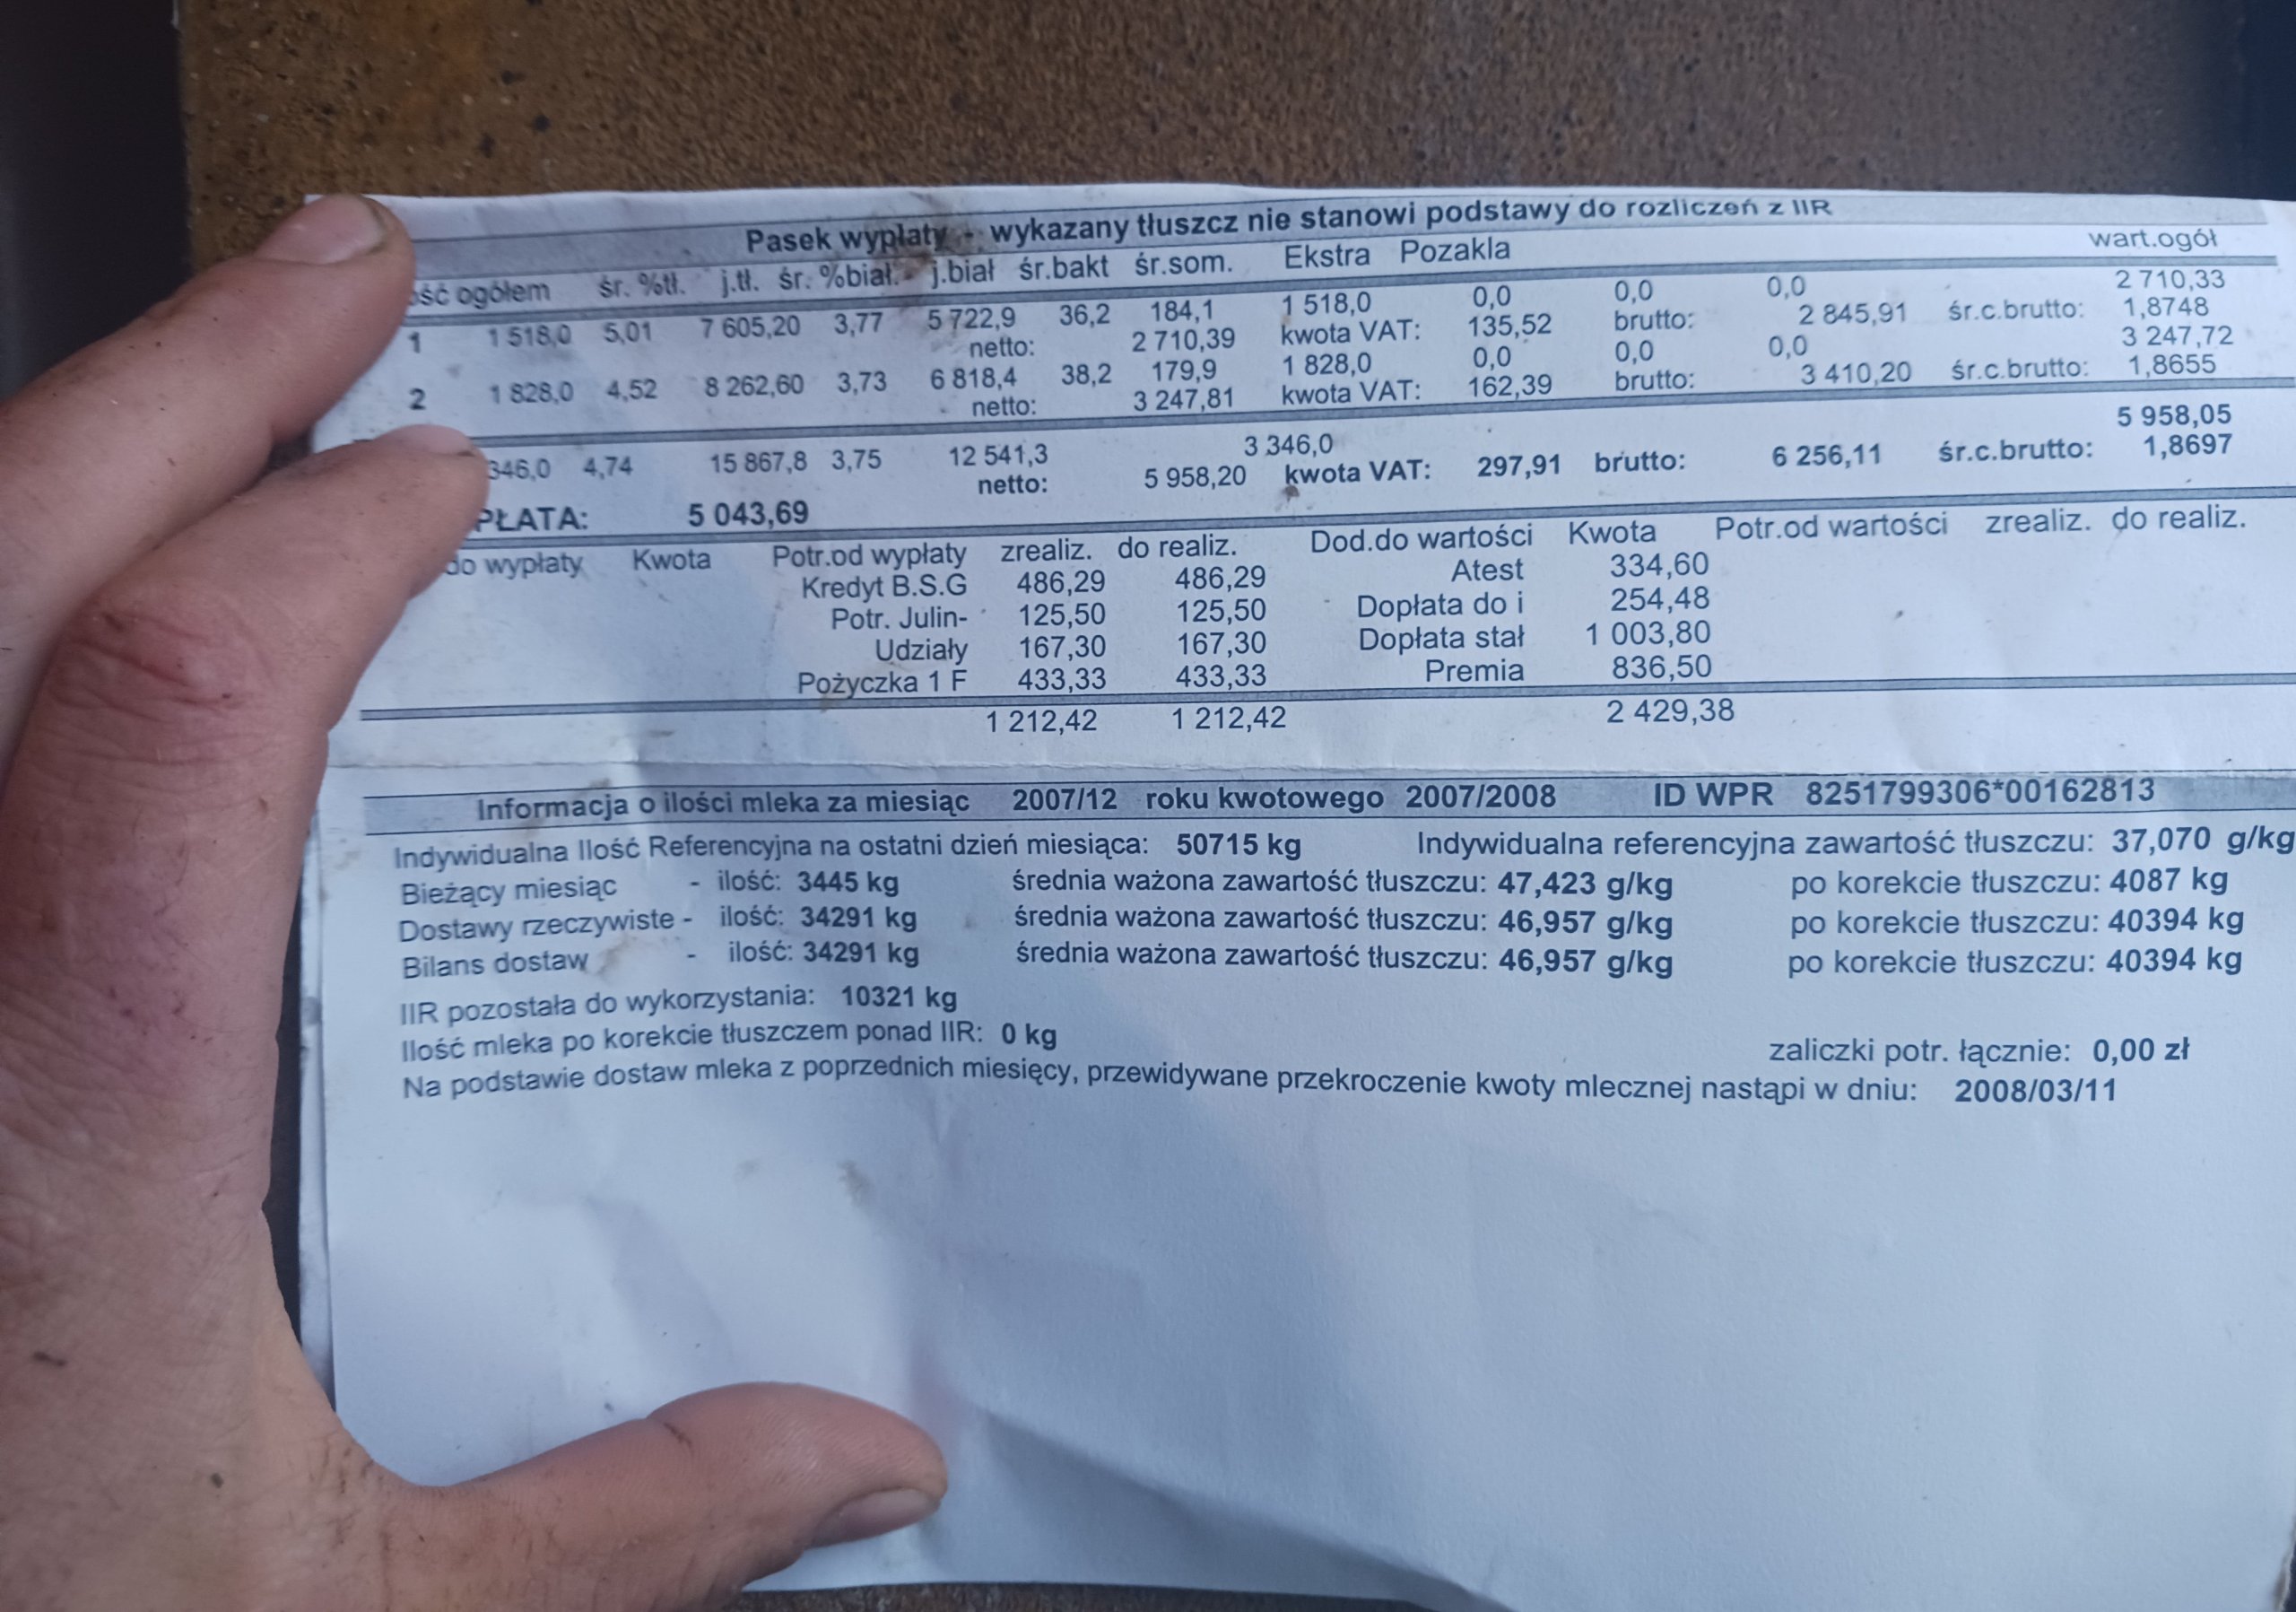 Pasek wypłaty - wykazany tłuszcz nie stanowi podstawy do rozliczeń z IIR
ogółem śr. %tł. j.tł. śr. %biał. j.biał śr.bakt śr.som. Ekstra Pozakla wart.ogół
1 1 518,0 5,01 7 605,20 3,77 5 722,9 36,2 184,1 1 518,0 0,0 0,0 0,0 2 710,33
netto: 2 710,39 kwota VAT: 135,52 brutto: 2 845,91 śr.c.brutto: 1,8748
2 1 828,0 4,52 8 262,60 3,73 6 818,4 38,2 179,9 1 828,0 0,0 0,0 0,0 3 247,72
netto: 3 247,81 kwota VAT: 162,39 brutto: 3 410,20 śr.c.brutto: 1,8655
346,0 4,74 15 867,8 3,75 12 541,3 3 346,0 5 958,05
netto: 5 958,20 kwota VAT: 297,91 brutto: 6 256,11 śr.c.brutto: 1,8697
PŁATA: 5 043,69
do wypłaty Kwota Potr.od wypłaty zrealiz. do realiz. Dod.do wartości Kwota Potr.od wartości zrealiz. do realiz.
Kredyt B.S.G 486,29 486,29 Atest 334,60
Potr. Julin- 125,50 125,50 Dopłata do i 254,48
Udziały 167,30 167,30 Dopłata stał 1 003,80
Pożyczka 1 F 433,33 433,33 Premia 836,50
1 212,42 1 212,42 2 429,38
Informacja o ilości mleka za miesiąc 2007/12 roku kwotowego 2007/2008 ID WPR 8251799306*00162813
Indywidualna Ilość Referencyjna na ostatni dzień miesiąca: 50715 kg Indywidualna referencyjna zawartość tłuszczu: 37,070 g/kg
Bieżący miesiąc - ilość: 3445 kg średnia ważona zawartość tłuszczu: 47,423 g/kg po korekcie tłuszczu: 4087 kg
Dostawy rzeczywiste - ilość: 34291 kg średnia ważona zawartość tłuszczu: 46,957 g/kg po korekcie tłuszczu: 40394 kg
Bilans dostaw - ilość: 34291 kg średnia ważona zawartość tłuszczu: 46,957 g/kg po korekcie tłuszczu: 40394 kg
IIR pozostała do wykorzystania: 10321 kg
Ilość mleka po korekcie tłuszczem ponad IIR: 0 kg zaliczki potr. łącznie: 0,00 zł
Na podstawie dostaw mleka z poprzednich miesięcy, przewidywane przekroczenie kwoty mlecznej nastąpi w dniu: 2008/03/11